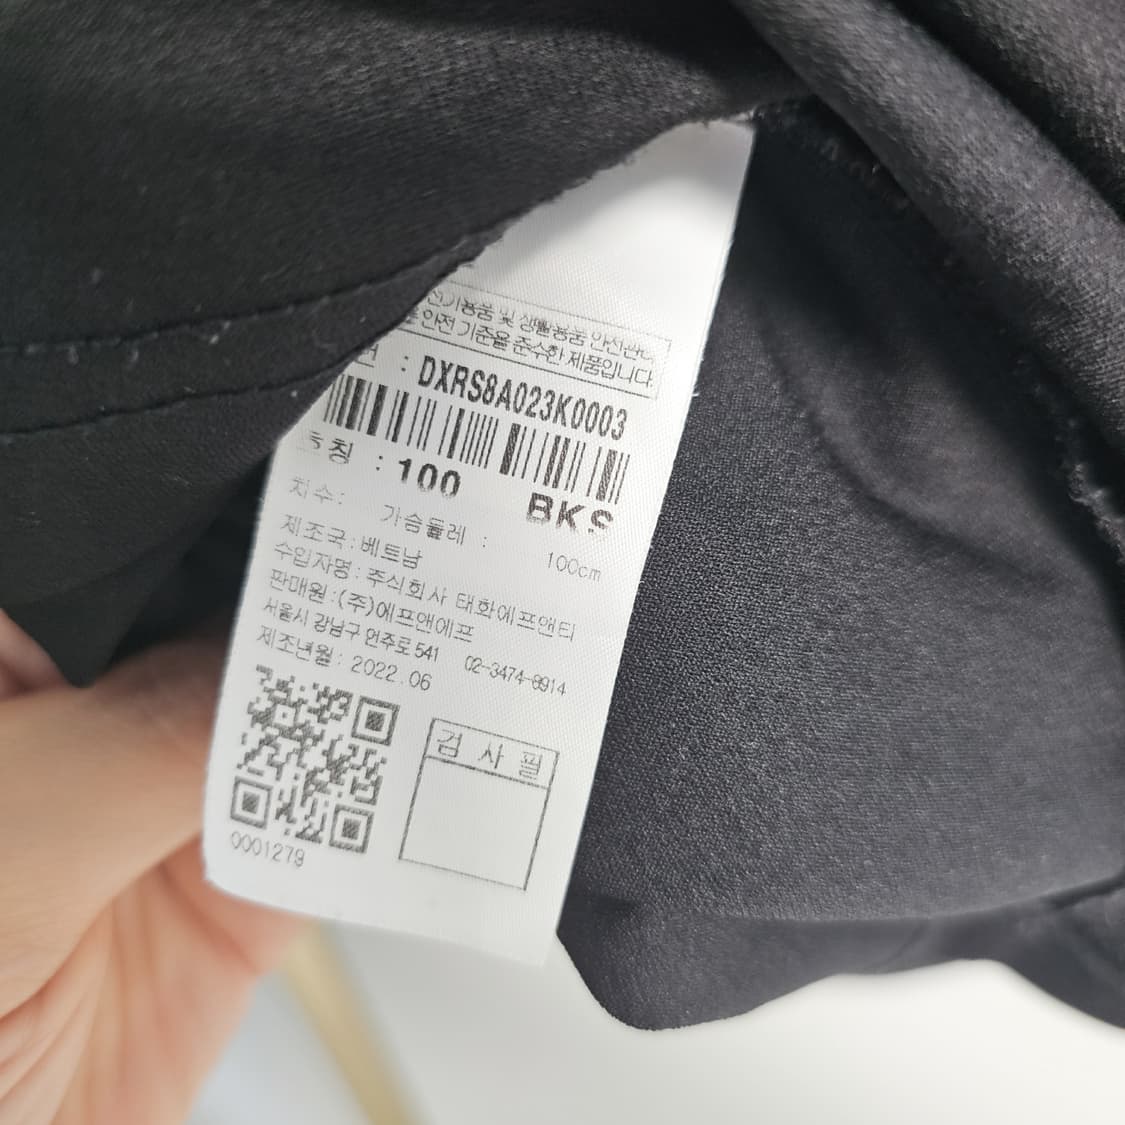 전기용품 및 생활용품 안전관리
안전 기준을 준수한 제품입니다.
: DXRS8A023K0003
호칭 : 100 BKS
치수: 가슴둘레 : 100cm
제조국:베트남
수입자명:주식회사 태화에프앤티
판매원:(주)에프앤에프
서울시 강남구 언주로 541 02-3474-9914
제조년월: 2022.06
검 사 필
0001279